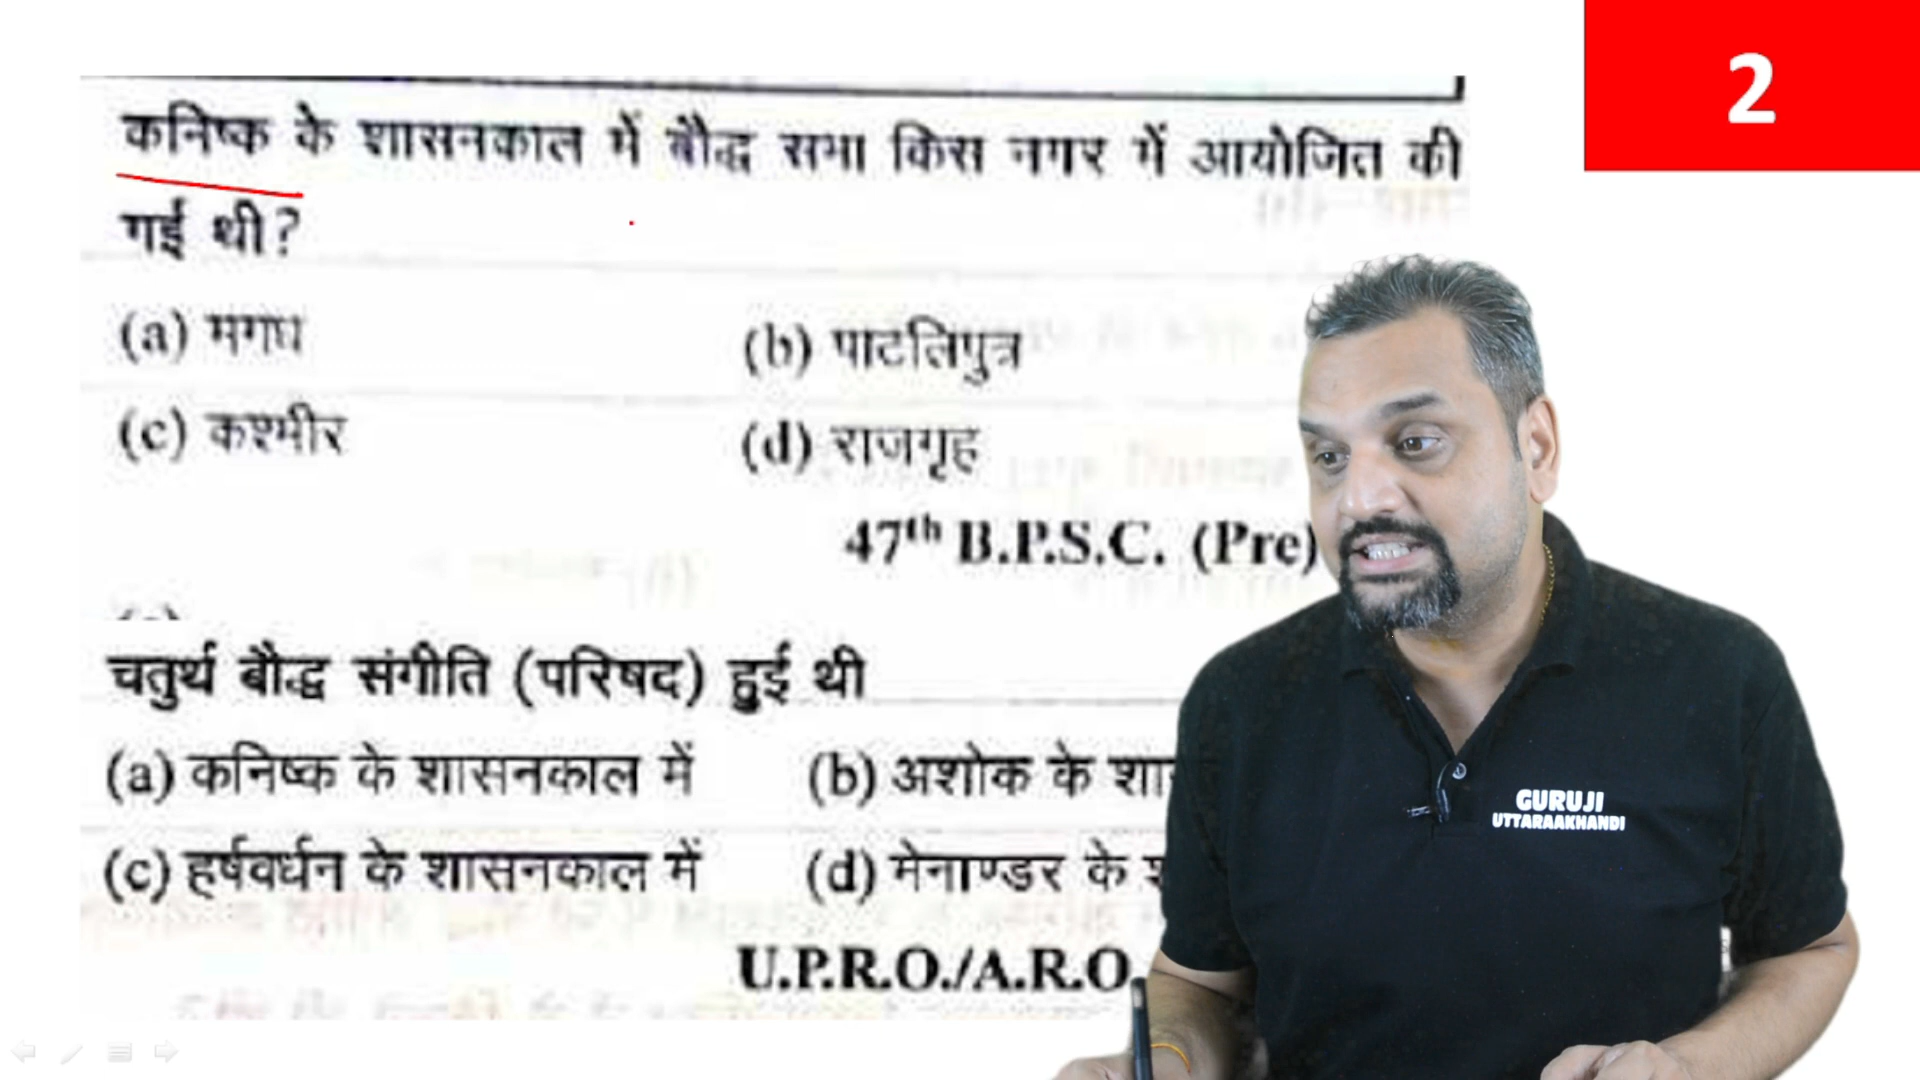 2
कनिष्क के शासनकाल में बौद्ध सभा किस नगर में आयोजित की
गई थी?
(a) मगध (b) पाटलिपुत्र
(c) कश्मीर (d) राजगृह
47th B.P.S.C. (Pre)
चतुर्थ बौद्ध संगीति (परिषद) हुई थी
(a) कनिष्क के शासनकाल में (b) अशोक के
(c) हर्षवर्धन के शासनकाल में (d) मेनाण्डर के
U.P.R.O./A.R.O.
GURUJI
UTTARAAKHANDI